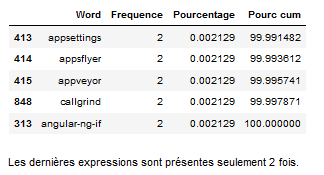 Word Frequence Pourcentage Pourc cum
413 appsettings 2 0.002129 99.991482
414 appsflyer 2 0.002129 99.993612
415 appveyor 2 0.002129 99.995741
848 callgrind 2 0.002129 99.997871
313 angular-ng-if 2 0.002129 100.000000
Les dernières expressions sont présentes seulement 2 fois.